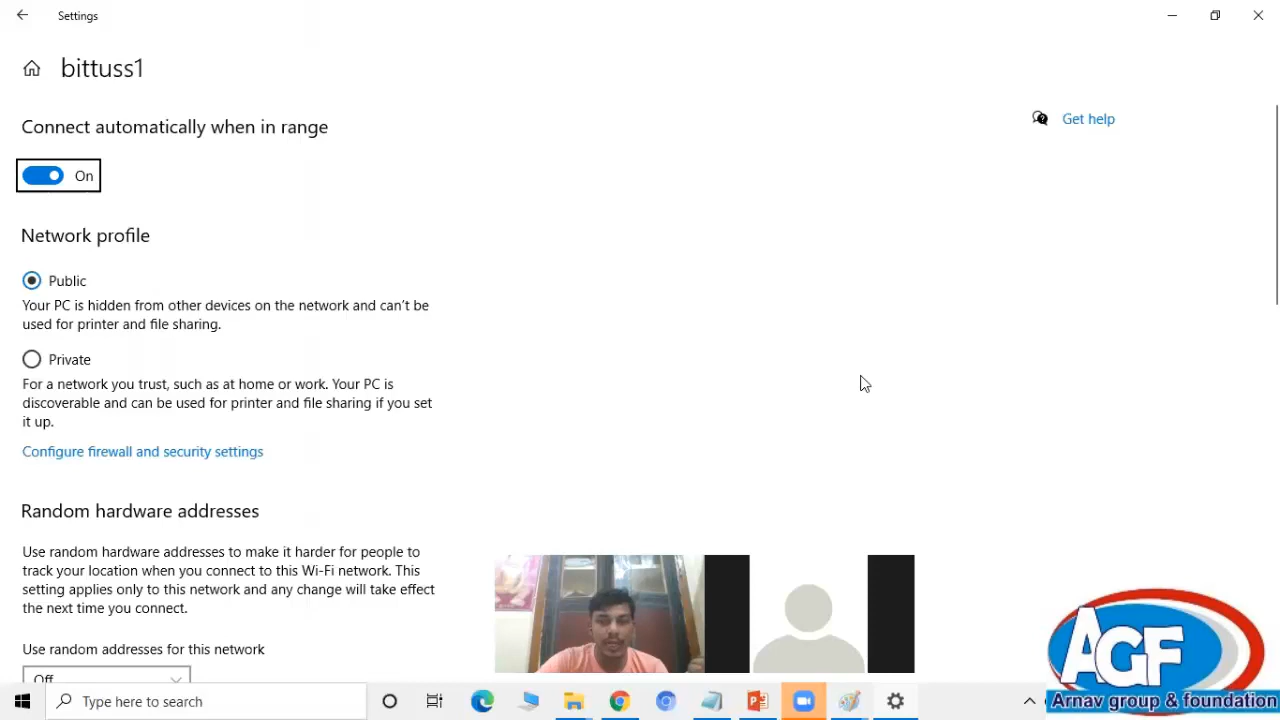 Settings
bittuss1
Connect automatically when in range
Get help
On
Network profile
Public
Your PC is hidden from other devices on the network and can't be
used for printer and file sharing.
Private
For a network you trust, such as at home or work. Your PC is
discoverable and can be used for printer and file sharing if you set
it up.
Configure firewall and security settings
Random hardware addresses
Use random hardware addresses to make it harder for people to
track your location when you connect to this Wi-Fi network. This
setting applies only to this network and any change will take effect
the next time you connect.
Use random addresses for this network
Off
AGF
Arnav group & foundation
Type here to search